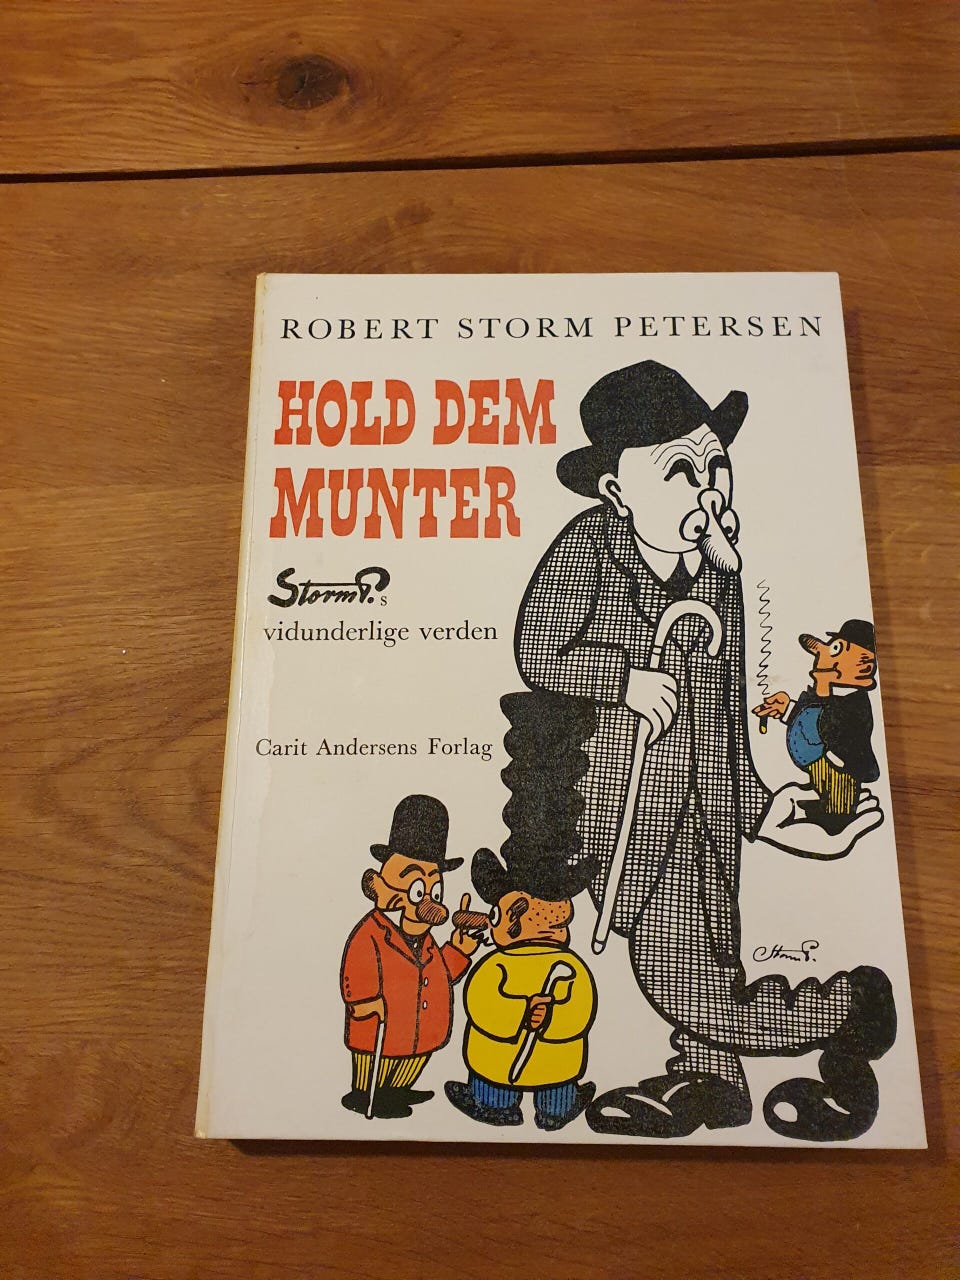 ROBERT STORM PETERSEN
HOLD DEM
MUNTER
Storm P.s
vidunderlige verden
Carit Andersens Forlag
Storm P.